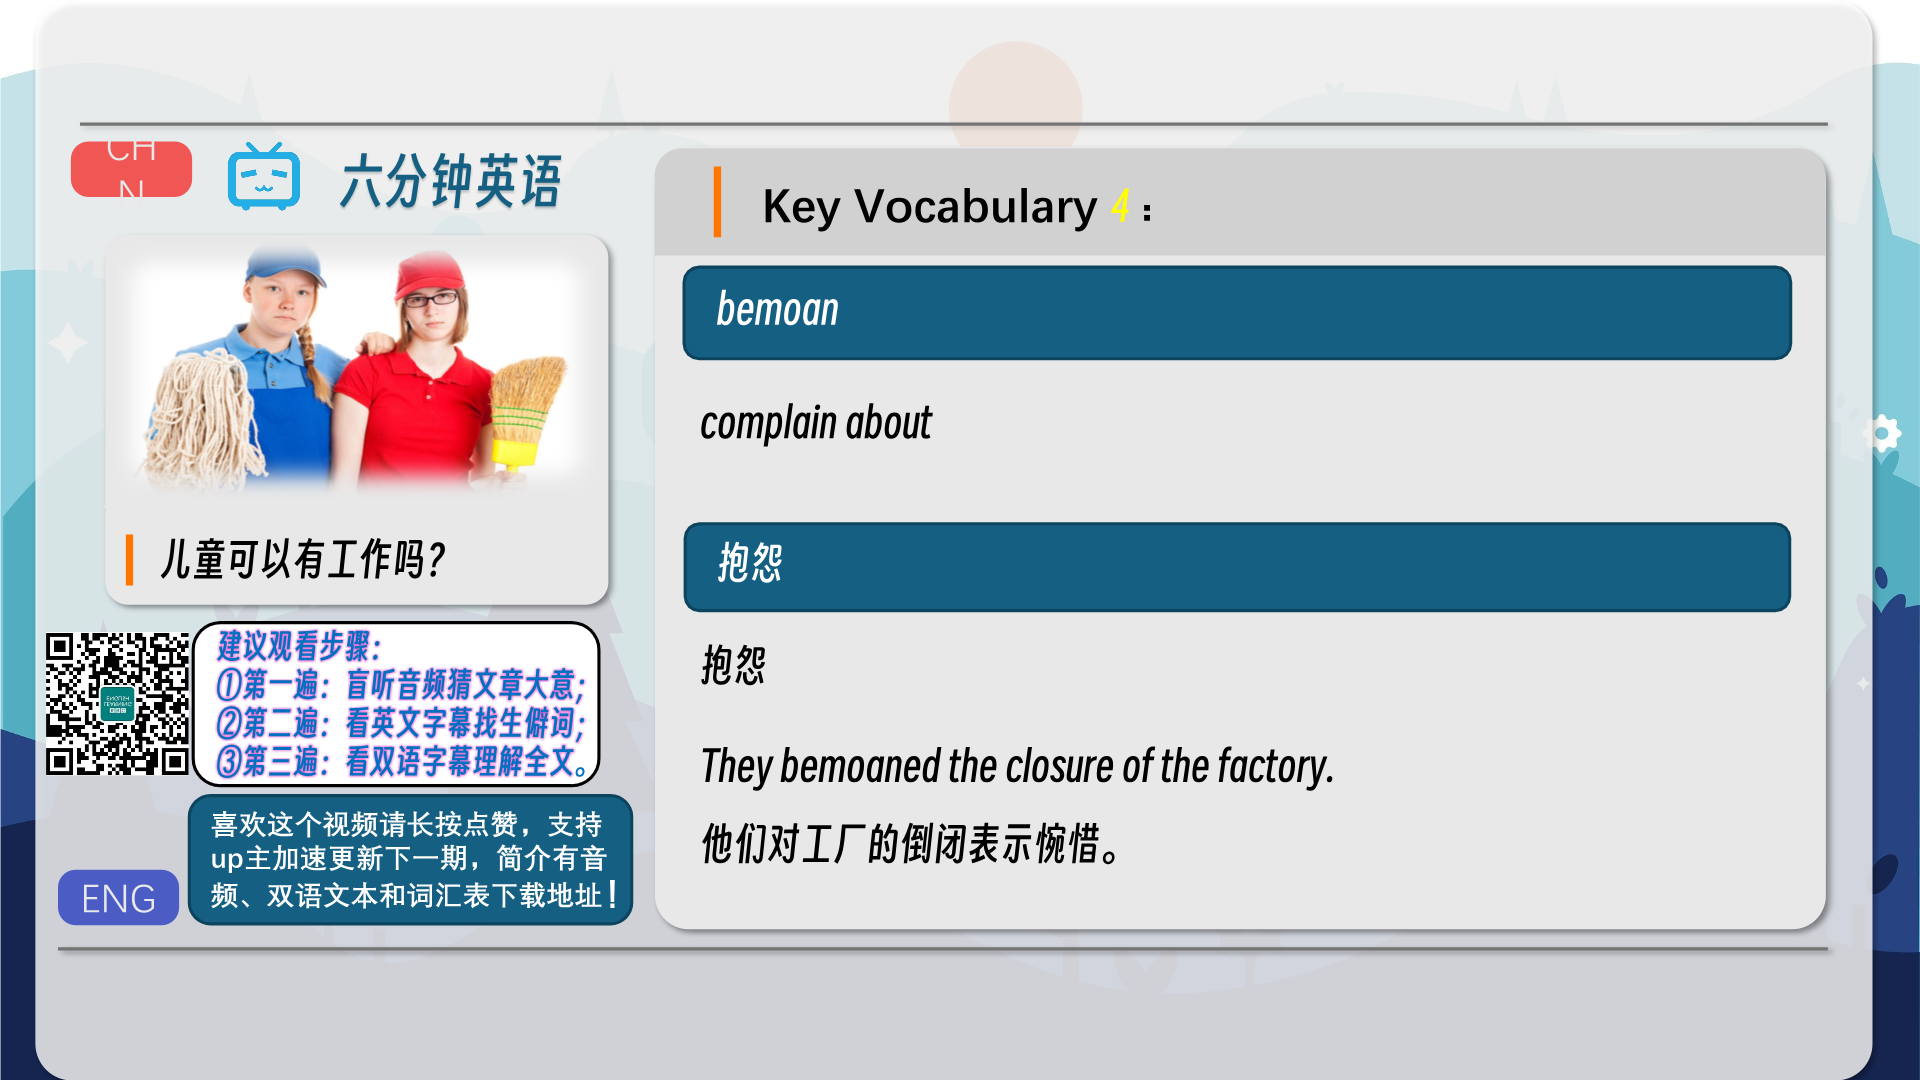 CH
N
六分钟英语
儿童可以有工作吗？
建议观看步骤：
①第一遍：盲听音频猜文章大意；
②第二遍：看英文字幕找生僻词；
③第三遍：看双语字幕理解全文。
喜欢这个视频请长按点赞，支持
up主加速更新下一期，简介有音
频、双语文本和词汇表下载地址！
ENG
Key Vocabulary 4：
bemoan
complain about
抱怨
抱怨
They bemoaned the closure of the factory.
他们对工厂的倒闭表示惋惜。